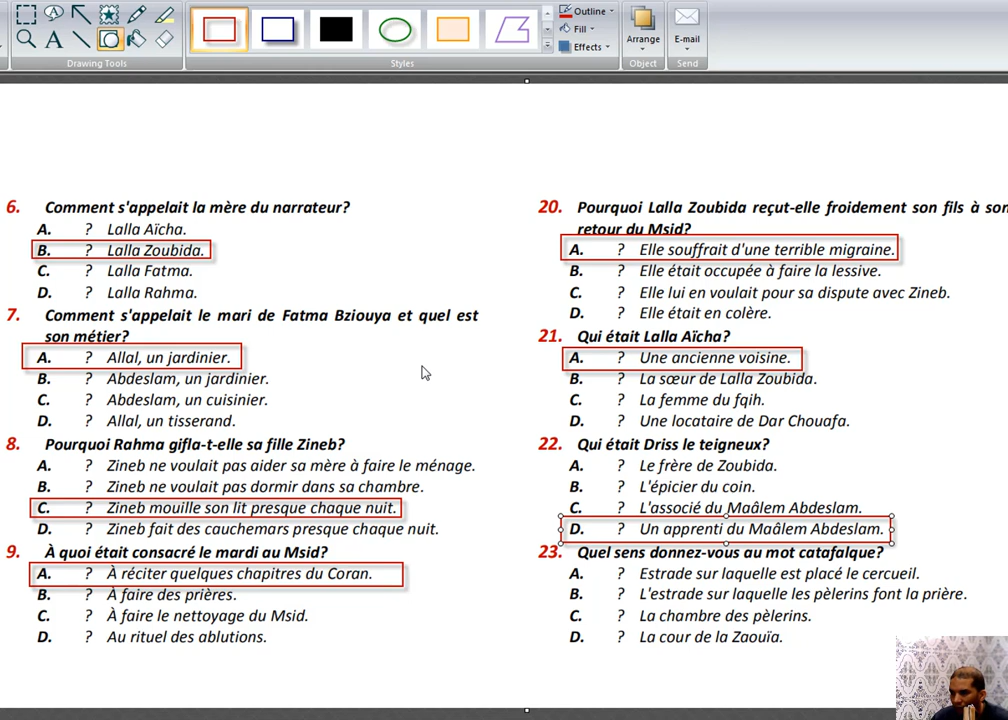 Outline
Fill
Effects
Arrange
E-mail
Drawing Tools
Styles
Object
Send
6. Comment s'appelait la mère du narrateur?
A. ? Lalla Aïcha.
B. ? Lalla Zoubida.
C. ? Lalla Fatma.
D. ? Lalla Rahma.
7. Comment s'appelait le mari de Fatma Bziouya et quel est
son métier?
A. ? Allal, un jardinier.
B. ? Abdeslam, un jardinier.
C. ? Abdeslam, un cuisinier.
D. ? Allal, un tisserand.
8. Pourquoi Rahma gifla-t-elle sa fille Zineb?
A. ? Zineb ne voulait pas aider sa mère à faire le ménage.
B. ? Zineb ne voulait pas dormir dans sa chambre.
C. ? Zineb mouille son lit presque chaque nuit.
D. ? Zineb fait des cauchemars presque chaque nuit.
9. À quoi était consacré le mardi au Msid?
A. ? À réciter quelques chapitres du Coran.
B. ? À faire des prières.
C. ? À faire le nettoyage du Msid.
D. ? Au rituel des ablutions.
20. Pourquoi Lalla Zoubida reçut-elle froidement son fils à son
retour du Msid?
A. ? Elle souffrait d'une terrible migraine.
B. ? Elle était occupée à faire la lessive.
C. ? Elle lui en voulait pour sa dispute avec Zineb.
D. ? Elle était en colère.
21. Qui était Lalla Aïcha?
A. ? Une ancienne voisine.
B. ? La sœur de Lalla Zoubida.
C. ? La femme du fqih.
D. ? Une locataire de Dar Chouafa.
22. Qui était Driss le teigneux?
A. ? Le frère de Zoubida.
B. ? L'épicier du coin.
C. ? L'associé du Maâlem Abdeslam.
D. ? Un apprenti du Maâlem Abdeslam.
23. Quel sens donnez-vous au mot catafalque?
A. ? Estrade sur laquelle est placé le cercueil.
B. ? L'estrade sur laquelle les pèlerins font la prière.
C. ? La chambre des pèlerins.
D. ? La cour de la Zaouïa.